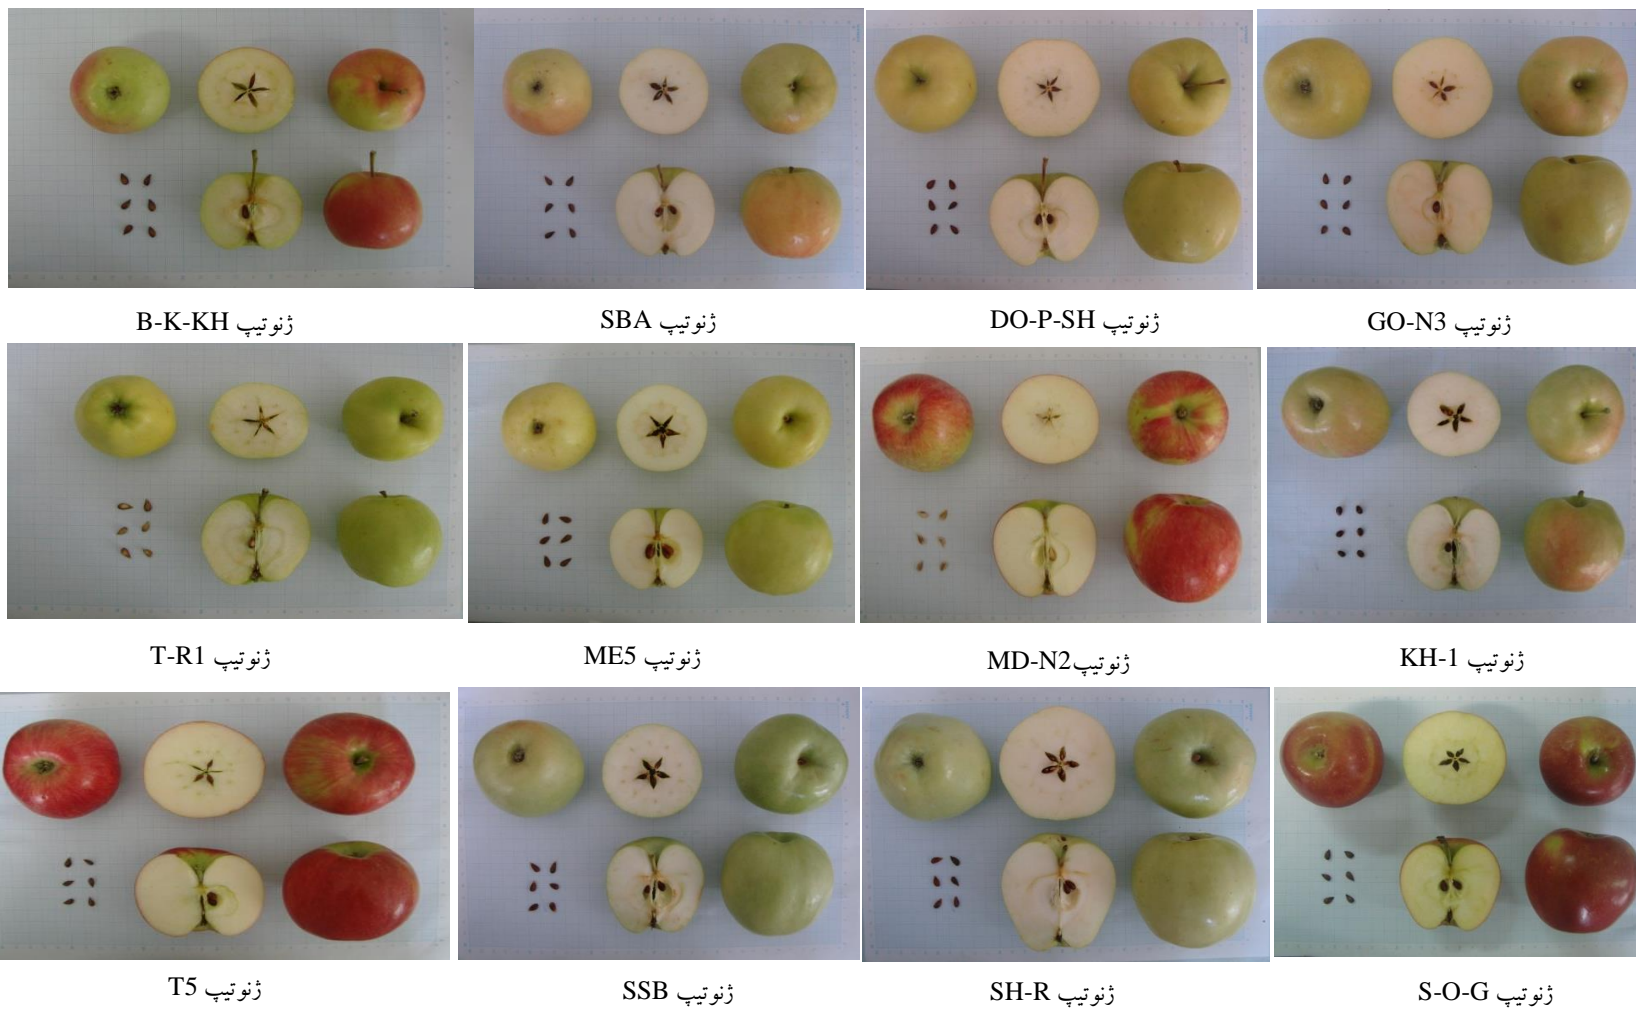 ژنوتیپ B-K-KH
ژنوتیپ SBA
ژنوتیپ DO-P-SH
ژنوتیپ GO-N3
ژنوتیپ T-R1
ژنوتیپ ME5
ژنوتیپMD-N2
ژنوتیپ KH-1
ژنوتیپ T5
ژنوتیپ SSB
ژنوتیپ SH-R
ژنوتیپ S-O-G